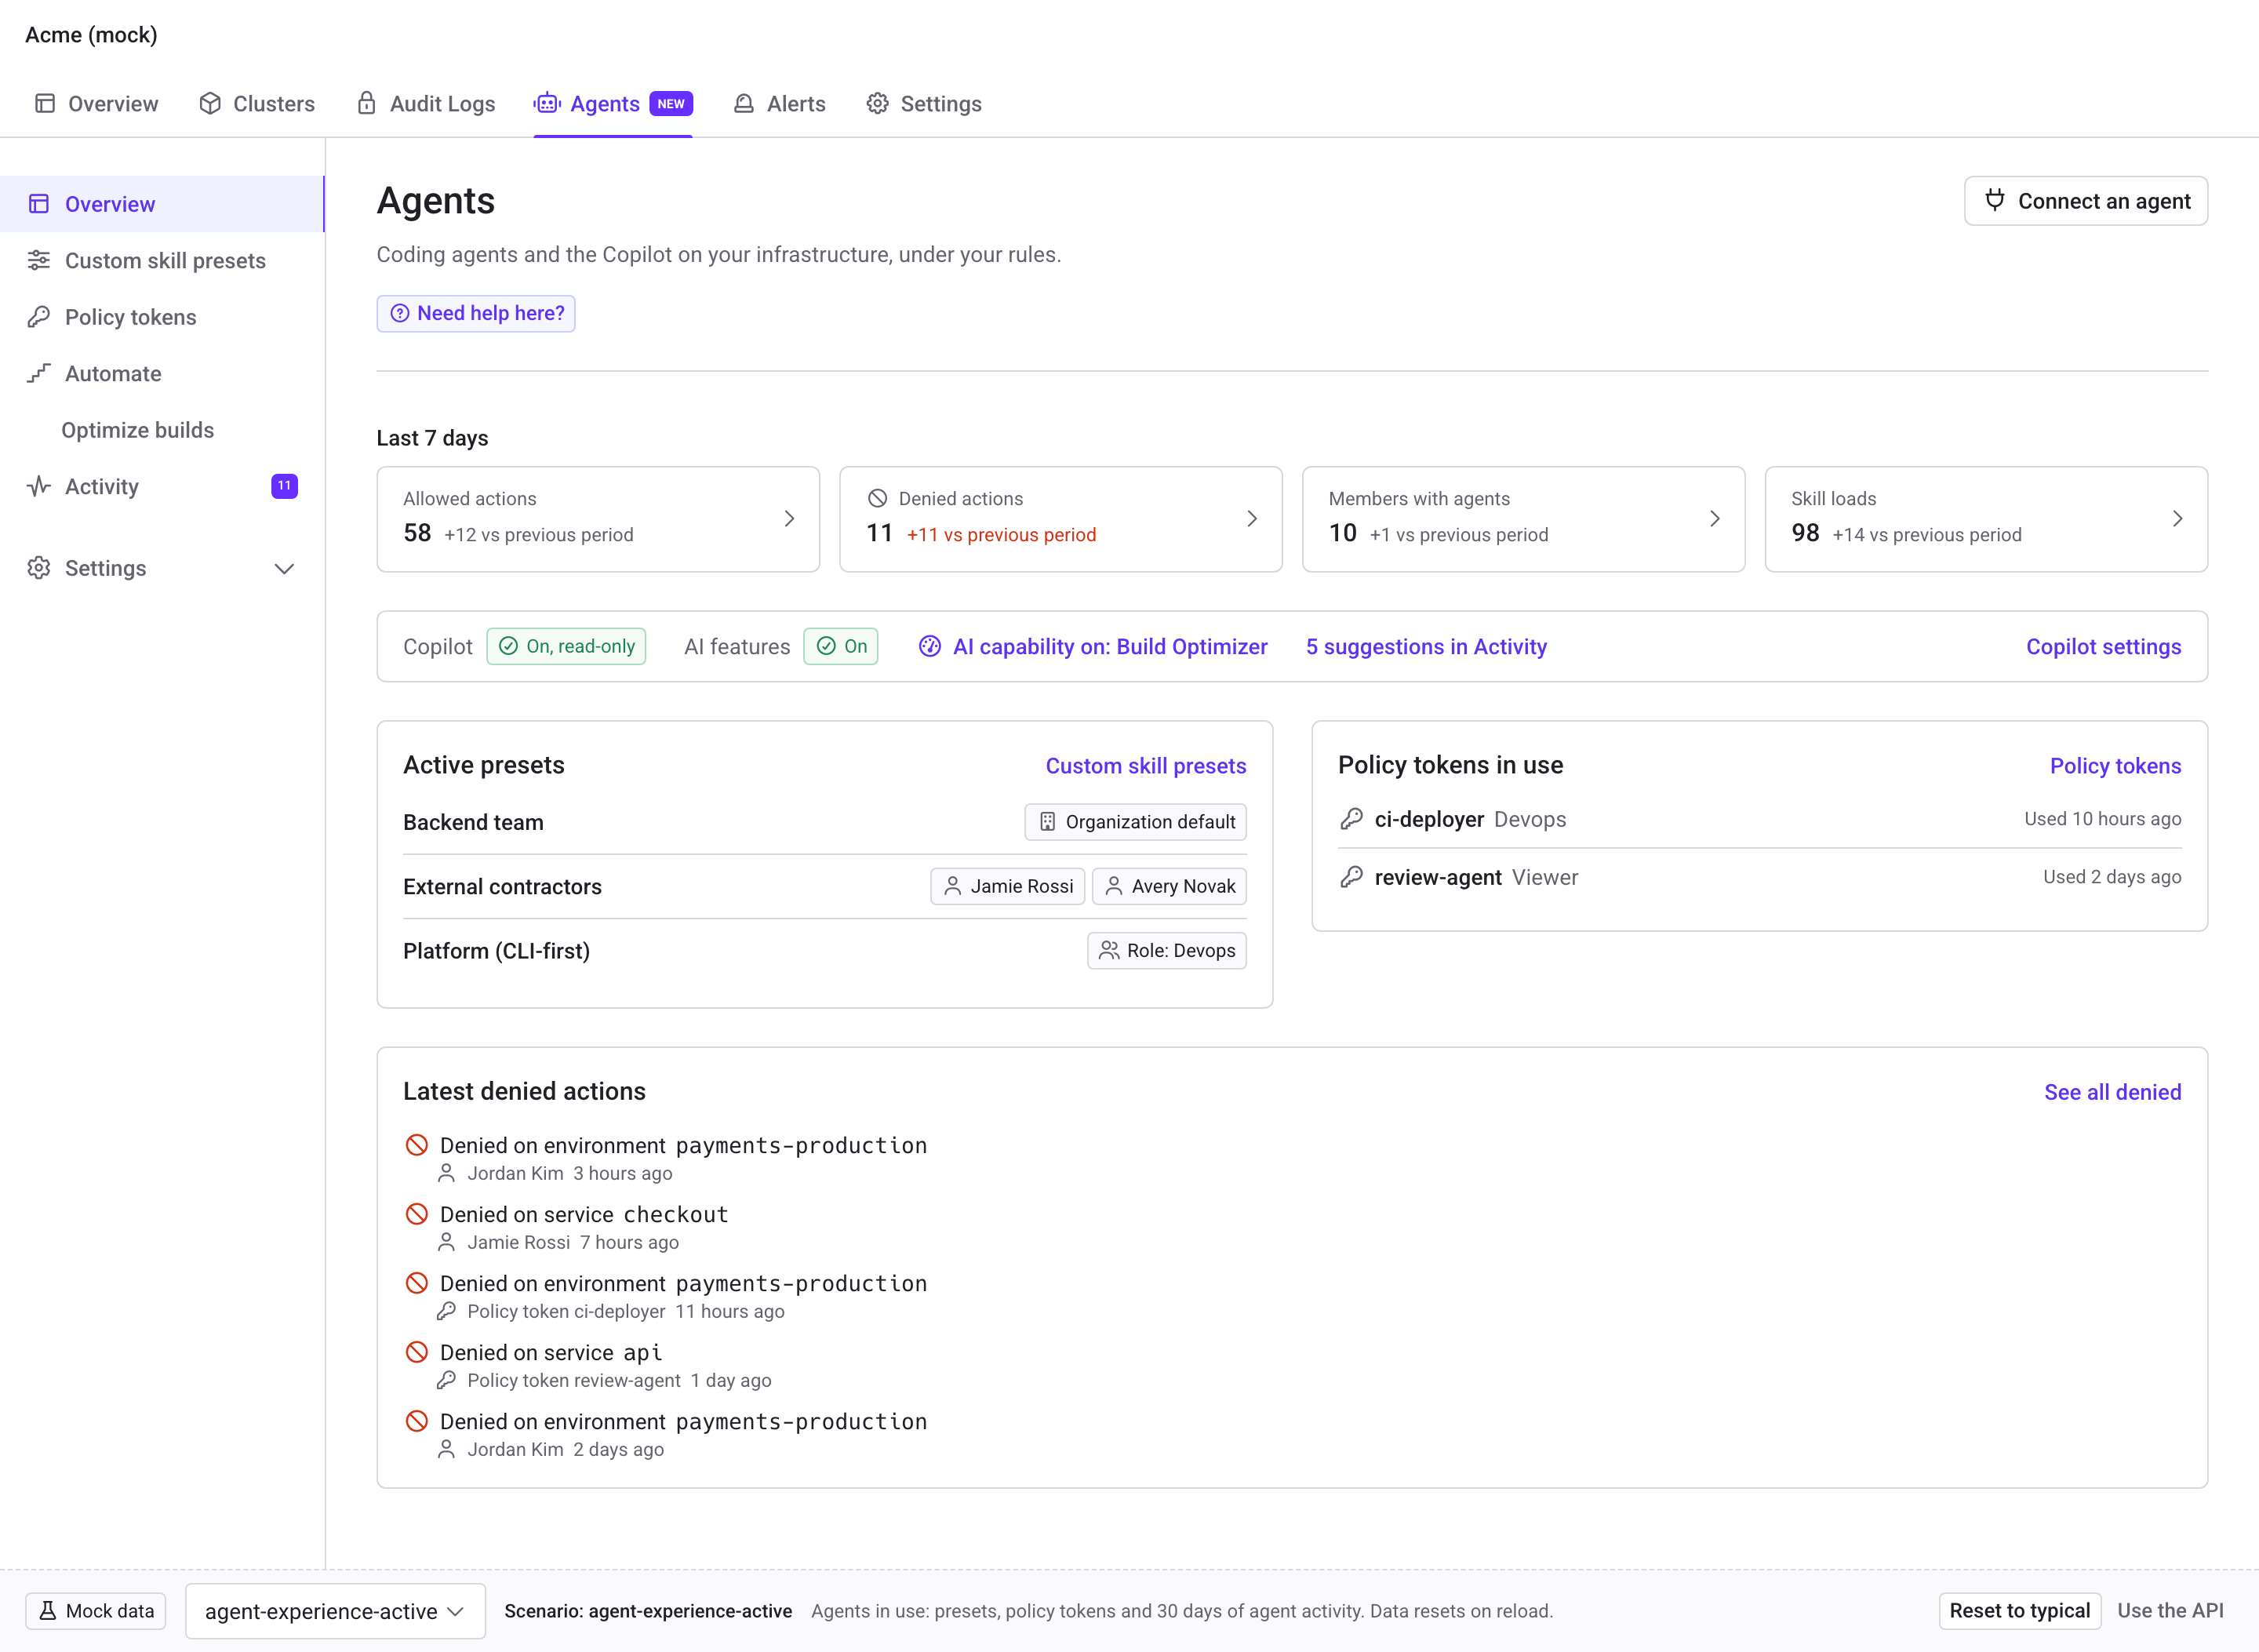 Acme (mock)
Overview
Clusters
Audit Logs
Agents NEW
Alerts
Settings
Overview
Custom skill presets
Policy tokens
Automate
Optimize builds
Activity 11
Settings
Agents
Connect an agent
Coding agents and the Copilot on your infrastructure, under your rules.
Need help here?
Last 7 days
Allowed actions
58 +12 vs previous period
Denied actions
11 +11 vs previous period
Members with agents
10 +1 vs previous period
Skill loads
98 +14 vs previous period
Copilot On, read-only AI features On AI capability on: Build Optimizer 5 suggestions in Activity Copilot settings
Active presets Custom skill presets
Backend team Organization default
External contractors Jamie Rossi Avery Novak
Platform (CLI-first) Role: Devops
Policy tokens in use Policy tokens
ci-deployer Devops Used 10 hours ago
review-agent Viewer Used 2 days ago
Latest denied actions See all denied
Denied on environment payments-production
Jordan Kim 3 hours ago
Denied on service checkout
Jamie Rossi 7 hours ago
Denied on environment payments-production
Policy token ci-deployer 11 hours ago
Denied on service api
Policy token review-agent 1 day ago
Denied on environment payments-production
Jordan Kim 2 days ago
Mock data agent-experience-active Scenario: agent-experience-active Agents in use: presets, policy tokens and 30 days of agent activity. Data resets on reload. Reset to typical Use the API